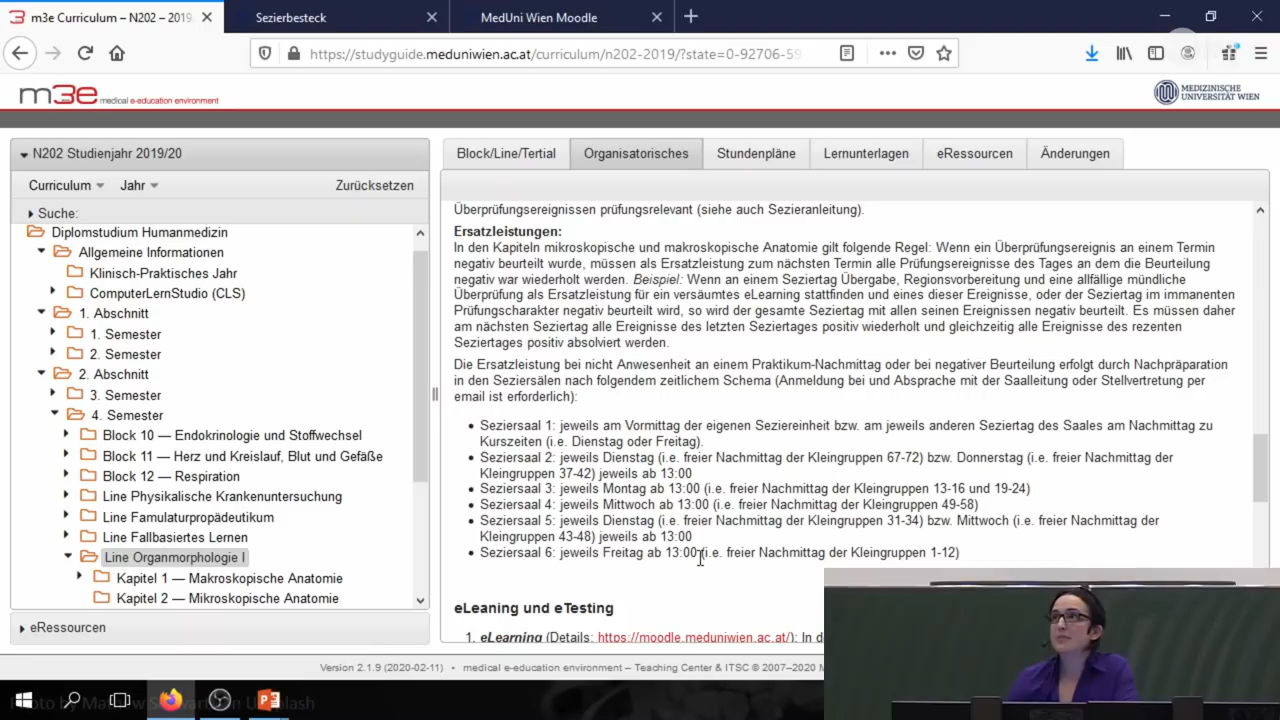 m3e Curriculum – N202 – 2019
Sezierbesteck
MedUni Wien Moodle
https://studyguide.meduniwien.ac.at/curriculum/n202-2019/?state=0-92706-59
m3e medical e-education environment
MEDIZINISCHE
UNIVERSITÄT WIEN
N202 Studienjahr 2019/20
Curriculum
Jahr
Zurücksetzen
Suche:
Diplomstudium Humanmedizin
Allgemeine Informationen
Klinisch-Praktisches Jahr
ComputerLernStudio (CLS)
1. Abschnitt
1. Semester
2. Semester
2. Abschnitt
3. Semester
4. Semester
Block 10 — Endokrinologie und Stoffwechsel
Block 11 — Herz und Kreislauf, Blut und Gefäße
Block 12 — Respiration
Line Physikalische Krankenuntersuchung
Line Famulaturpropädeutikum
Line Fallbasiertes Lernen
Line Organmorphologie I
Kapitel 1 — Makroskopische Anatomie
Kapitel 2 — Mikroskopische Anatomie
eRessourcen
Block/Line/Tertial
Organisatorisches
Stundenpläne
Lernunterlagen
eRessourcen
Änderungen
Überprüfungsereignissen prüfungsrelevant (siehe auch Sezieranleitung).
Ersatzleistungen:
In den Kapiteln mikroskopische und makroskopische Anatomie gilt folgende Regel: Wenn ein Überprüfungsereignis an einem Termin
negativ beurteilt wurde, müssen als Ersatzleistung zum nächsten Termin alle Prüfungsereignisse des Tages an dem die Beurteilung
negativ war wiederholt werden. Beispiel: Wenn an einem Seziertag Übergabe, Regionsvorbereitung und eine allfällige mündliche
Überprüfung als Ersatzleistung für ein versäumtes eLearning stattfinden und eines dieser Ereignisse, oder der Seziertag im immanenten
Prüfungscharakter negativ beurteilt wird, so wird der gesamte Seziertag mit allen seinen Ereignissen negativ beurteilt. Es müssen daher
am nächsten Seziertag alle Ereignisse des letzten Seziertages positiv wiederholt und gleichzeitig alle Ereignisse des rezenten
Seziertages positiv absolviert werden.
Die Ersatzleistung bei nicht Anwesenheit an einem Praktikum-Nachmittag oder bei negativer Beurteilung erfolgt durch Nachpräparation
in den Seziersälen nach folgendem zeitlichem Schema (Anmeldung bei und Absprache mit der Saalleitung oder Stellvertretung per
email ist erforderlich):
• Seziersaal 1: jeweils am Vormittag der eigenen Seziereinheit bzw. am jeweils anderen Seziertag des Saales am Nachmittag zu
Kurszeiten (i.e. Dienstag oder Freitag).
• Seziersaal 2: jeweils Dienstag (i.e. freier Nachmittag der Kleingruppen 67-72) bzw. Donnerstag (i.e. freier Nachmittag der
Kleingruppen 37-42) jeweils ab 13:00
• Seziersaal 3: jeweils Montag ab 13:00 (i.e. freier Nachmittag der Kleingruppen 13-16 und 19-24)
• Seziersaal 4: jeweils Mittwoch ab 13:00 (i.e. freier Nachmittag der Kleingruppen 49-58)
• Seziersaal 5: jeweils Dienstag (i.e. freier Nachmittag der Kleingruppen 31-34) bzw. Mittwoch (i.e. freier Nachmittag der
Kleingruppen 43-48) jeweils ab 13:00
• Seziersaal 6: jeweils Freitag ab 13:00 (i.e. freier Nachmittag der Kleingruppen 1-12)
eLeaning und eTesting
1. eLearning (Details: https://moodle.meduniwien.ac.at/): In d
Version 2.1.9 (2020-02-11) • medical e-education environment – Teaching Center & ITSC © 2007–2020 M
Photo by